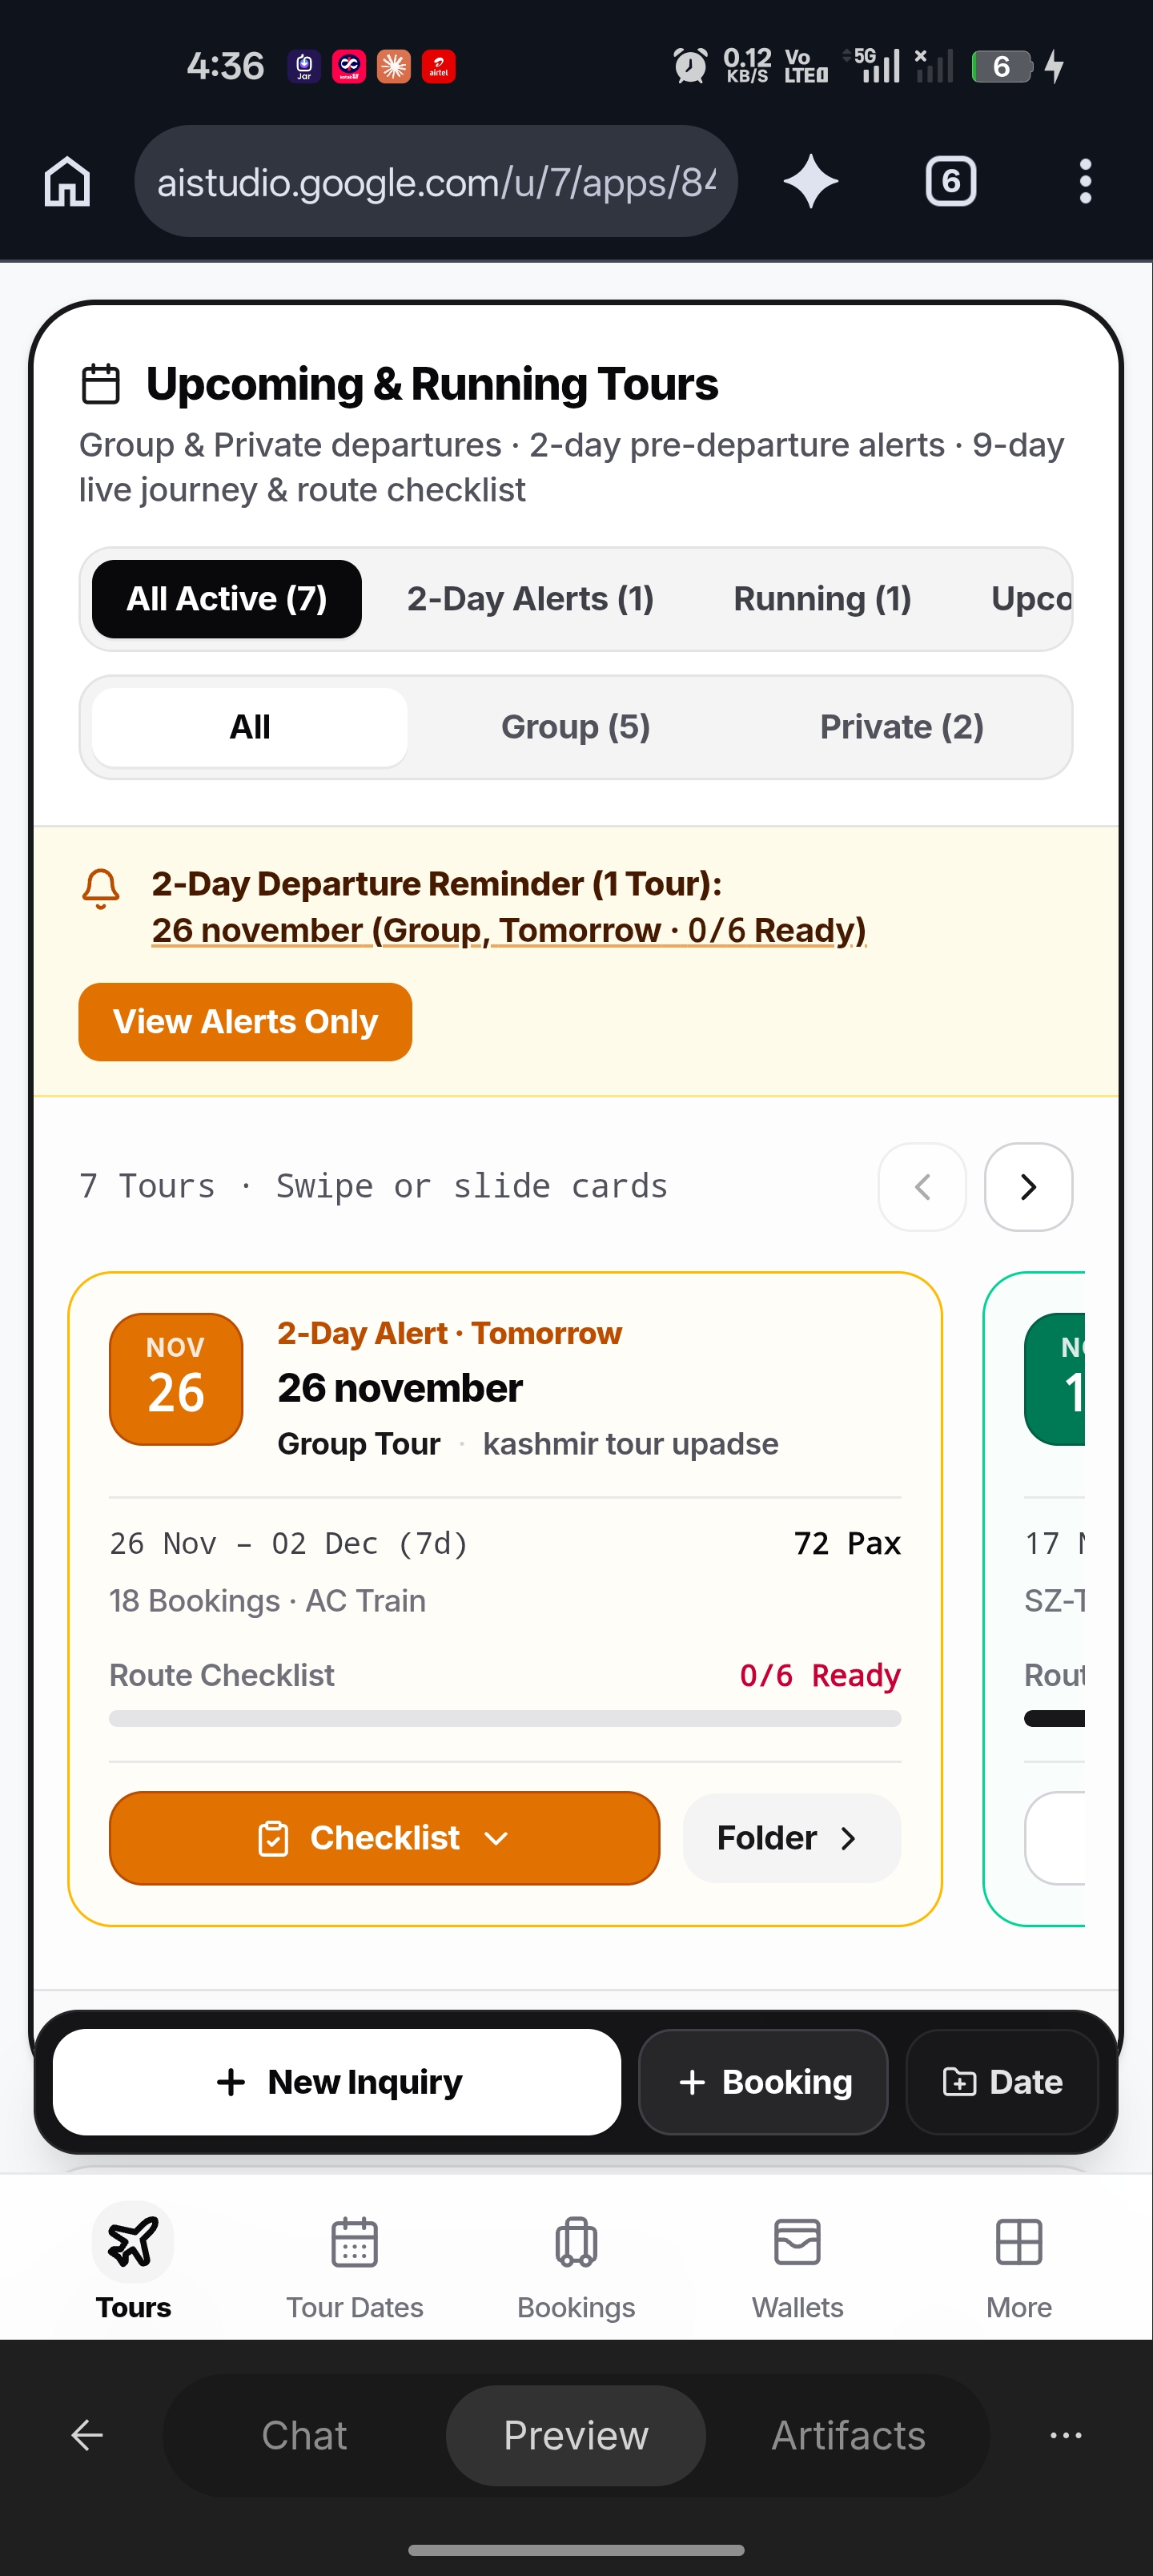 4:36
Jar
airtel
0.12
KB/S
Vo
LTE
5G
6
aistudio.google.com/u/7/apps/84
6
Upcoming & Running Tours
Group & Private departures · 2-day pre-departure alerts · 9-day
live journey & route checklist
All Active (7) 2-Day Alerts (1) Running (1) Upco
All Group (5) Private (2)
2-Day Departure Reminder (1 Tour):
26 november (Group, Tomorrow · 0/6 Ready)
View Alerts Only
7 Tours · Swipe or slide cards
NOV
26
2-Day Alert · Tomorrow
26 november
Group Tour · kashmir tour upadse
26 Nov – 02 Dec (7d) 72 Pax
17
18 Bookings · AC Train
SZ-T
Route Checklist 0/6 Ready
Rout
Checklist
Folder
+ New Inquiry
+ Booking
Date
Tours
Tour Dates
Bookings
Wallets
More
Chat
Preview
Artifacts